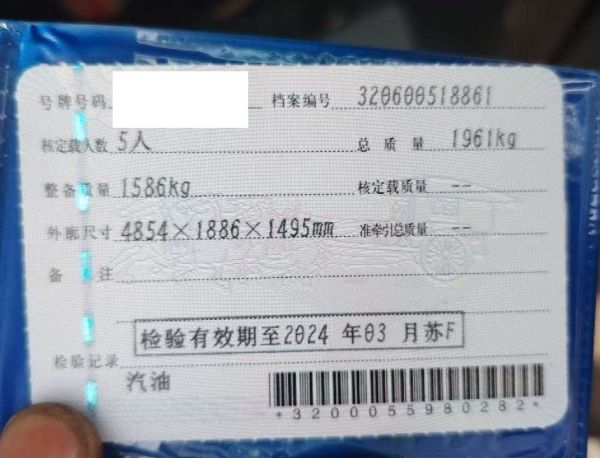 号牌号码 档案编号 320600518861
核定载人数 5人 总质量 1961kg
整备质量 1586kg 核定载质量 --
外廓尺寸 4854×1886×1495mm 准牵引总质量 --
备注
检验有效期至2024年03月苏F
检验记录
汽油
*3200055980282*